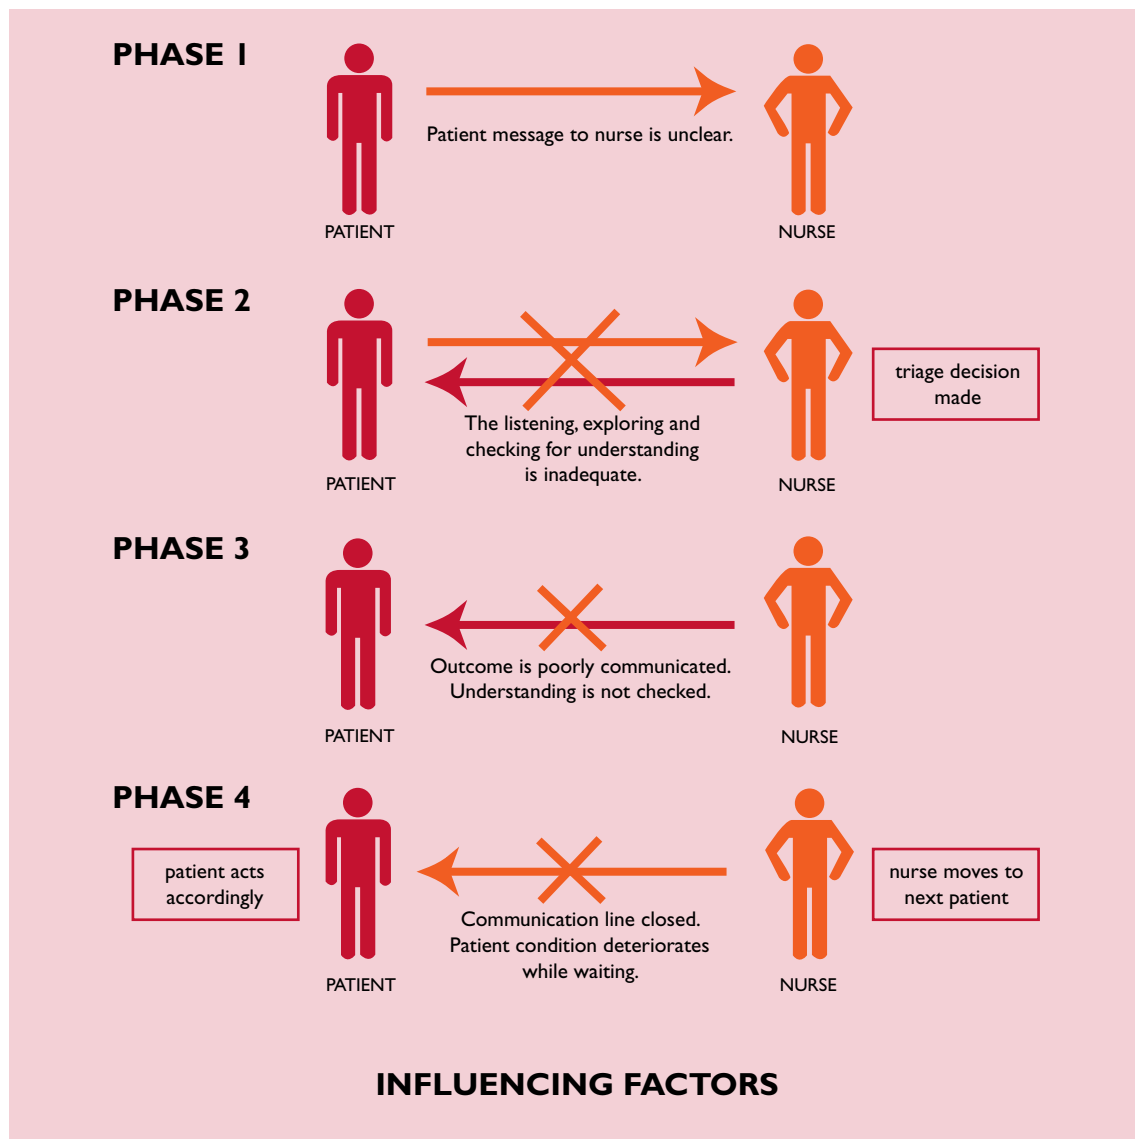 PHASE 1
Patient message to nurse is unclear.
PATIENT
NURSE
PHASE 2
triage decision
made
The listening, exploring and
checking for understanding
is inadequate.
PATIENT
NURSE
PHASE 3
Outcome is poorly communicated.
Understanding is not checked.
PATIENT
NURSE
PHASE 4
patient acts
accordingly
nurse moves to
next patient
Communication line closed.
Patient condition deteriorates
while waiting.
PATIENT
NURSE
INFLUENCING FACTORS